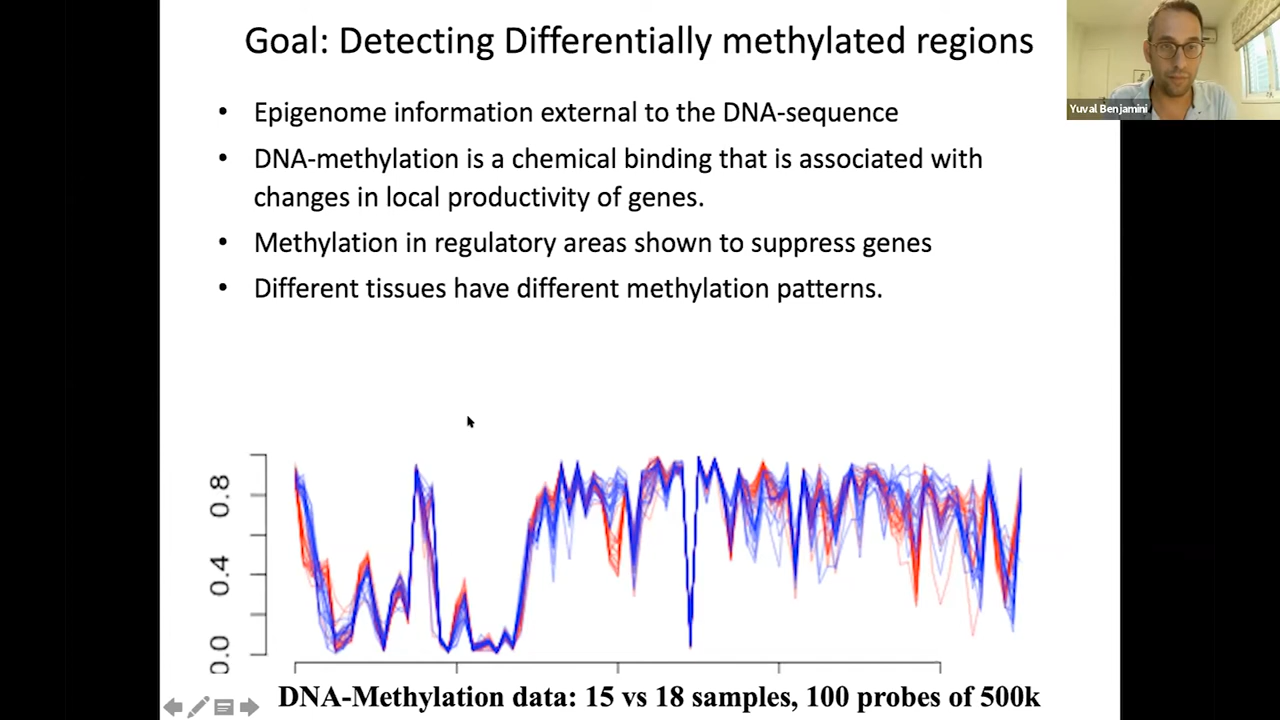 Goal: Detecting Differentially methylated regions
Yuval Benjamini
• Epigenome information external to the DNA-sequence
• DNA-methylation is a chemical binding that is associated with
changes in local productivity of genes.
• Methylation in regulatory areas shown to suppress genes
• Different tissues have different methylation patterns.
0.8
0.4
0.0
DNA-Methylation data: 15 vs 18 samples, 100 probes of 500k